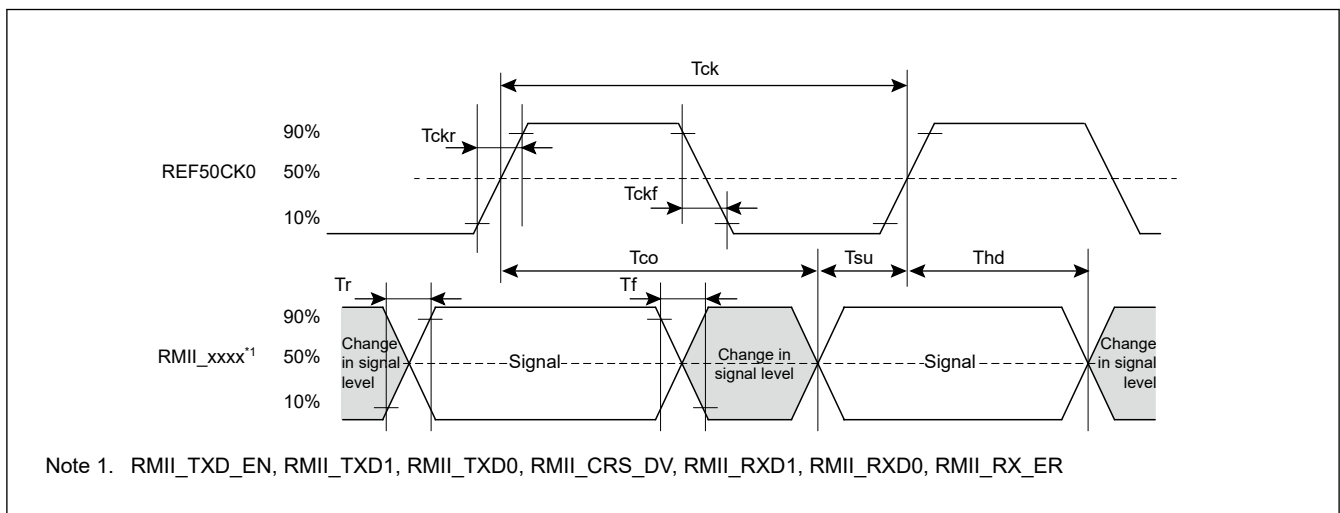 Tck
90%
Tckr
REF50CK0 50%
Tckf
10%
Tco Tsu Thd
Tr Tf
90%
RMII_xxxx*1 50%
Change
in signal
level
Signal
Change in
signal level
Signal
Change
in signal
level
10%
Note 1. RMII_TXD_EN, RMII_TXD1, RMII_TXD0, RMII_CRS_DV, RMII_RXD1, RMII_RXD0, RMII_RX_ER